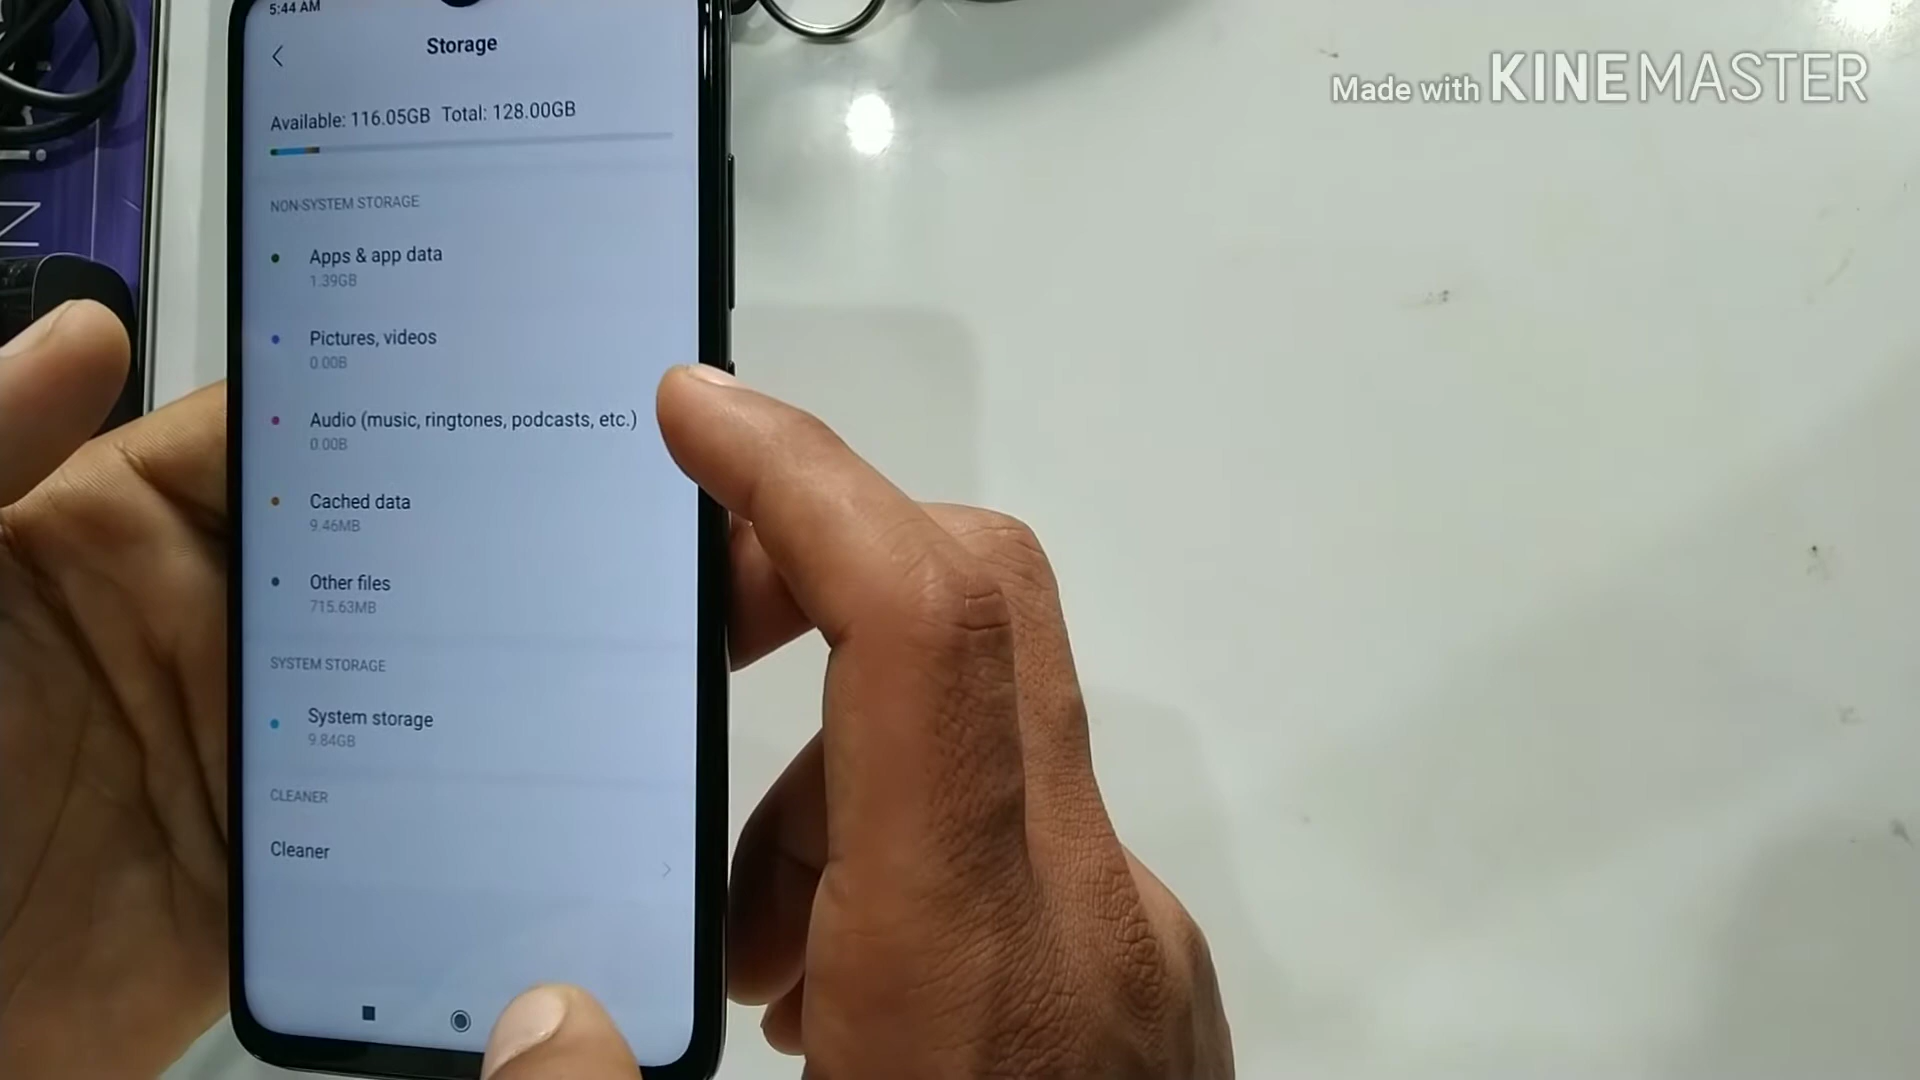 5:44 AM
Storage
Available: 116.05GB Total: 128.00GB
NON-SYSTEM STORAGE
Apps & app data
1.39GB
Pictures, videos
0.00B
Audio (music, ringtones, podcasts, etc.)
0.00B
Cached data
9.46MB
Other files
715.63MB
SYSTEM STORAGE
System storage
9.84GB
CLEANER
Cleaner
Made with KINEMASTER